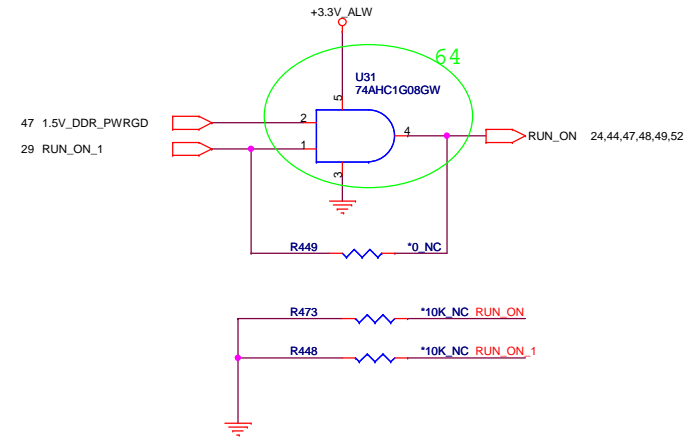 +3.3V_ALW
64
U31
74AHC1G08GW
5
47 1.5V_DDR_PWRGD 2
4 RUN_ON 24,44,47,48,49,52
29 RUN_ON_1 1
3
R449 *0_NC
R473 *10K_NC RUN_ON
R448 *10K_NC RUN_ON_1